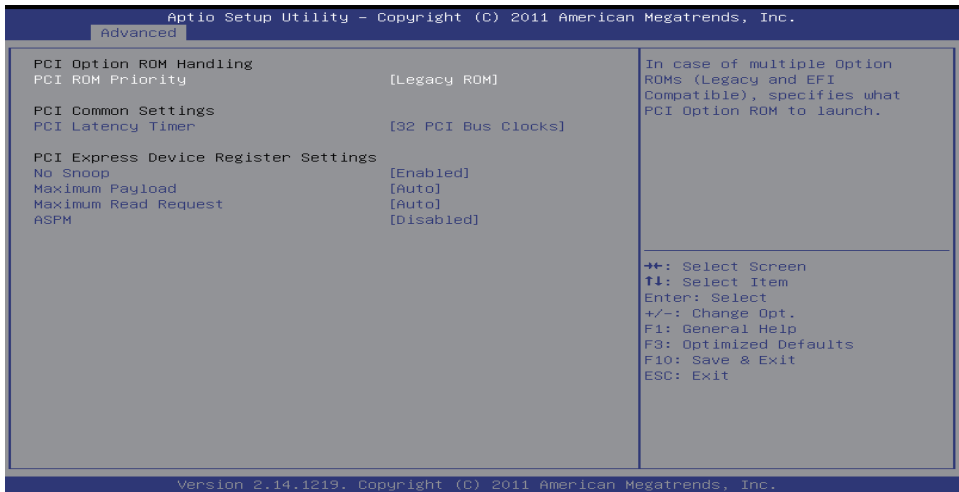 Aptio Setup Utility – Copyright (C) 2011 American Megatrends, Inc.
Advanced
PCI Option ROM Handling
PCI ROM Priority [Legacy ROM]
PCI Common Settings
PCI Latency Timer [32 PCI Bus Clocks]
PCI Express Device Register Settings
No Snoop [Enabled]
Maximum Payload [Auto]
Maximum Read Request [Auto]
ASPM [Disabled]
In case of multiple Option
ROMs (Legacy and EFI
Compatible), specifies what
PCI Option ROM to launch.
→←: Select Screen
↑↓: Select Item
Enter: Select
+/-: Change Opt.
F1: General Help
F3: Optimized Defaults
F10: Save & Exit
ESC: Exit
Version 2.14.1219. Copyright (C) 2011 American Megatrends, Inc.